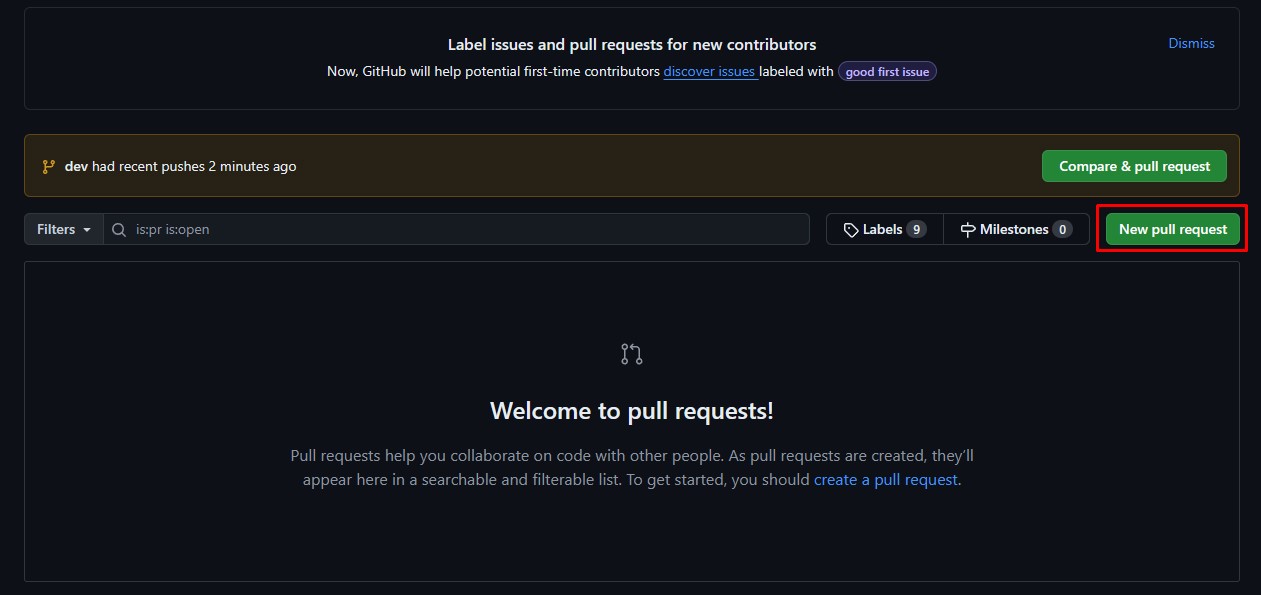 Label issues and pull requests for new contributors
Dismiss
Now, GitHub will help potential first-time contributors discover issues labeled with good first issue
dev had recent pushes 2 minutes ago
Compare & pull request
Filters
is:pr is:open
Labels 9
Milestones 0
New pull request
Welcome to pull requests!
Pull requests help you collaborate on code with other people. As pull requests are created, they’ll
appear here in a searchable and filterable list. To get started, you should create a pull request.